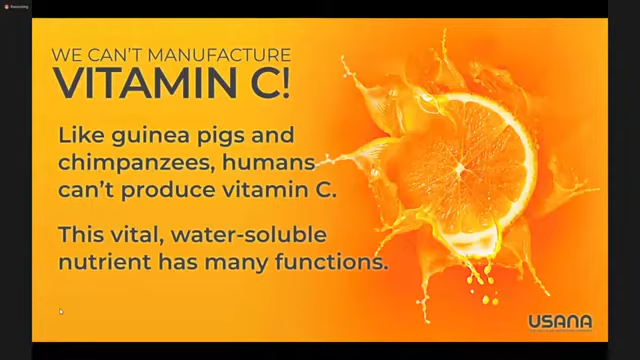 Recording
WE CAN'T MANUFACTURE
VITAMIN C!
Like guinea pigs and
chimpanzees, humans
can't produce vitamin C.
This vital, water-soluble
nutrient has many functions.
USANA